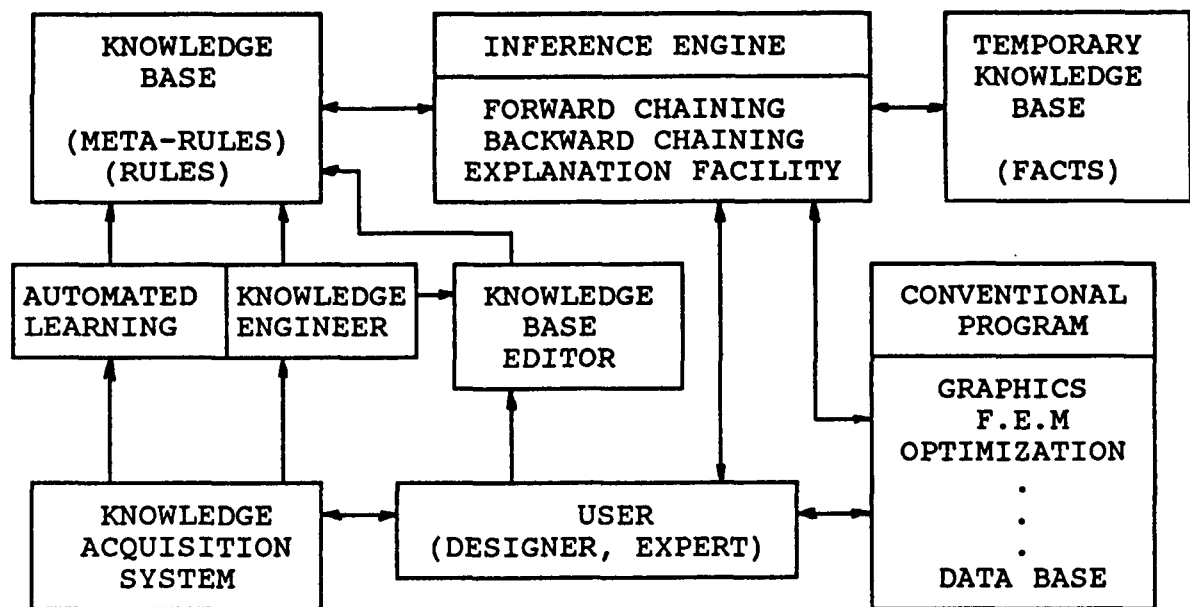 KNOWLEDGE
BASE
(META-RULES)
(RULES)
INFERENCE ENGINE
FORWARD CHAINING
BACKWARD CHAINING
EXPLANATION FACILITY
TEMPORARY
KNOWLEDGE
BASE
(FACTS)
AUTOMATED
LEARNING
KNOWLEDGE
ENGINEER
KNOWLEDGE
BASE
EDITOR
CONVENTIONAL
PROGRAM
GRAPHICS
F.E.M
OPTIMIZATION
.
.
.
DATA BASE
KNOWLEDGE
ACQUISITION
SYSTEM
USER
(DESIGNER, EXPERT)